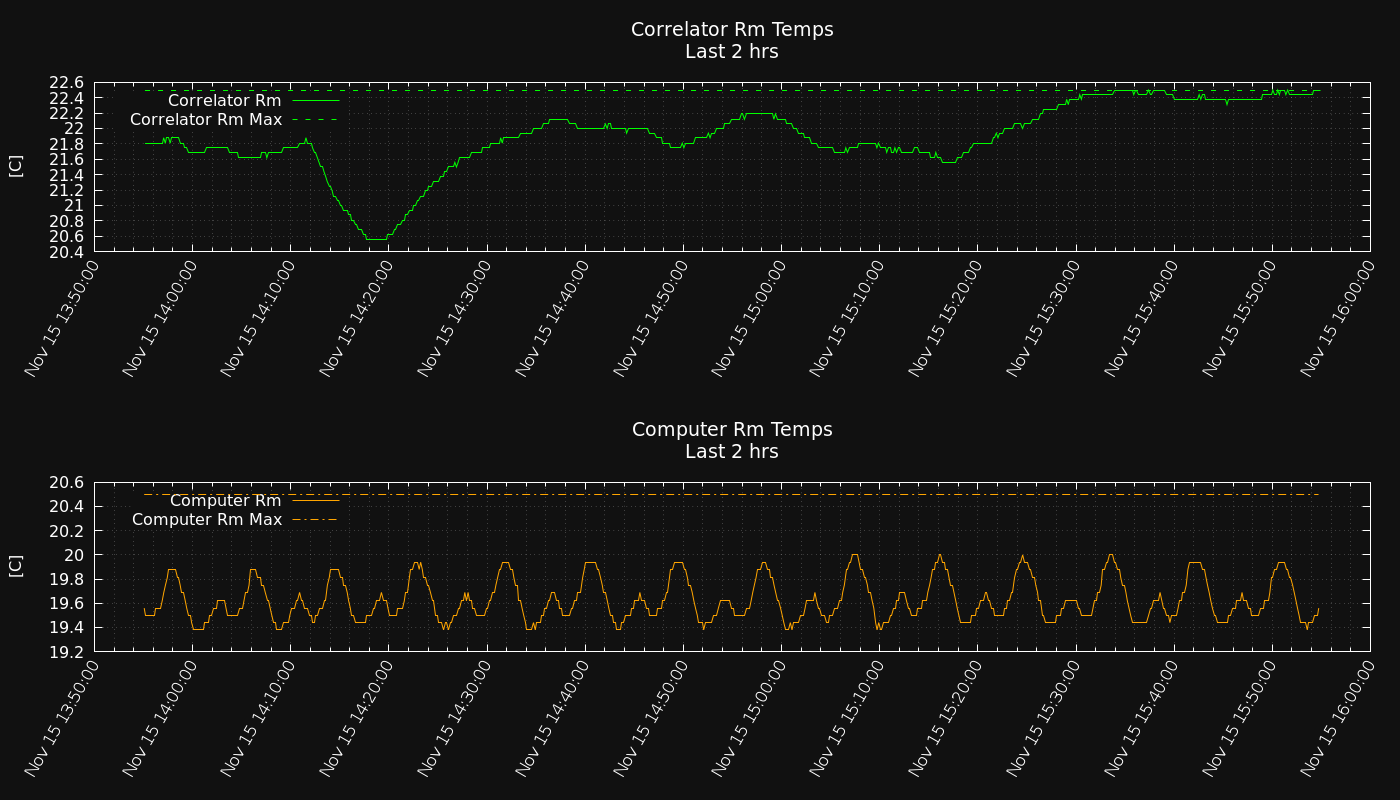 Correlator Rm Temps
Last 2 hrs
22.6
22.4
22.2
22
21.8
21.6
21.4
21.2
21
20.8
20.6
20.4
[C]
Correlator Rm
Correlator Rm Max
Nov 15 13:50:00
Nov 15 14:00:00
Nov 15 14:10:00
Nov 15 14:20:00
Nov 15 14:30:00
Nov 15 14:40:00
Nov 15 14:50:00
Nov 15 15:00:00
Nov 15 15:10:00
Nov 15 15:20:00
Nov 15 15:30:00
Nov 15 15:40:00
Nov 15 15:50:00
Nov 15 16:00:00
Computer Rm Temps
Last 2 hrs
20.6
20.4
20.2
20
19.8
19.6
19.4
19.2
[C]
Computer Rm
Computer Rm Max
Nov 15 13:50:00
Nov 15 14:00:00
Nov 15 14:10:00
Nov 15 14:20:00
Nov 15 14:30:00
Nov 15 14:40:00
Nov 15 14:50:00
Nov 15 15:00:00
Nov 15 15:10:00
Nov 15 15:20:00
Nov 15 15:30:00
Nov 15 15:40:00
Nov 15 15:50:00
Nov 15 16:00:00